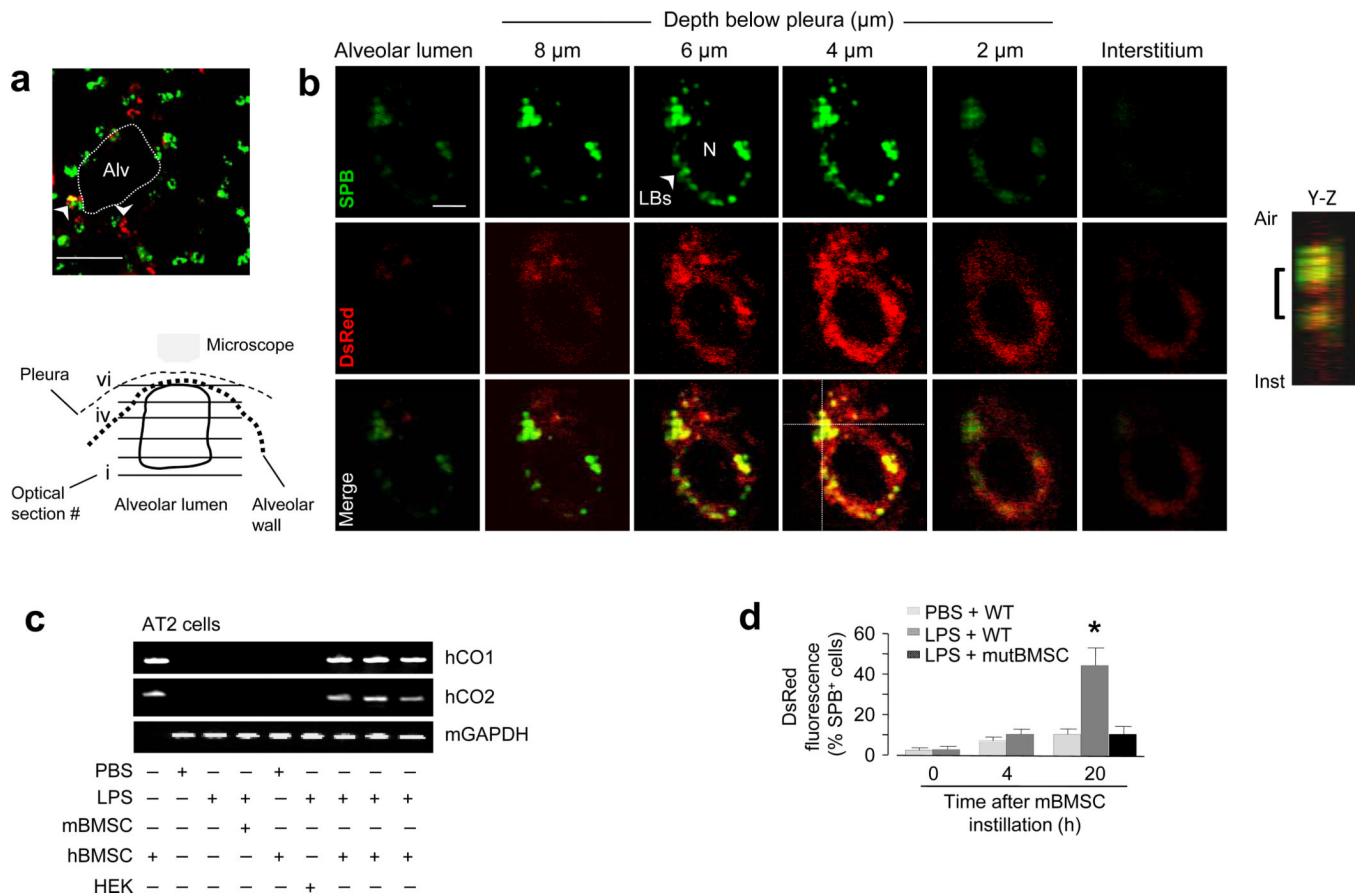 a
Alv
Microscope
Pleura
vi
iv
i
Optical
section #
Alveolar lumen
Alveolar
wall
b
Depth below pleura (µm)
Alveolar lumen 8 µm 6 µm 4 µm 2 µm Interstitium
SPB
N
LBs
DsRed
Merge
Y-Z
Air
Inst
c
AT2 cells
hCO1
hCO2
mGAPDH
PBS – + – – + – – – –
LPS – – + + – + + + +
mBMSC – – – + – – – – –
hBMSC + – – – + – + + +
HEK – – – – – + – – –
d
PBS + WT
LPS + WT
LPS + mutBMSC
*
DsRed
fluorescence
(% SPB⁺ cells)
60
40
20
0
0 4 20
Time after mBMSC
instillation (h)